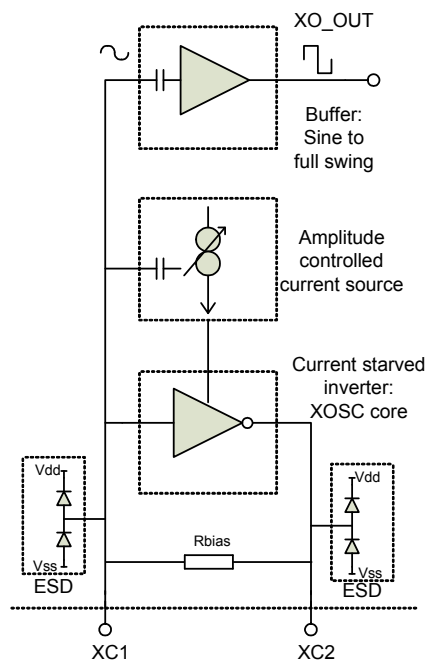 XO_OUT
Buffer:
Sine to
full swing
Amplitude
controlled
current source
Current starved
inverter:
XOSC core
Vdd
Vss
ESD
Rbias
Vdd
Vss
ESD
XC1
XC2